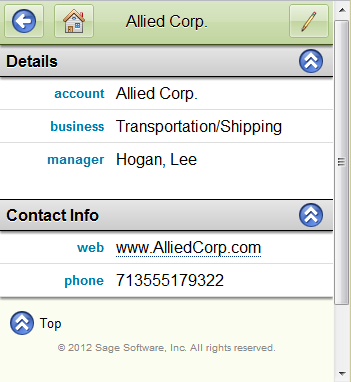 Allied Corp.
Details
account Allied Corp.
business Transportation/Shipping
manager Hogan, Lee
Contact Info
web www.AlliedCorp.com
phone 713555179322
Top
© 2012 Sage Software, Inc. All rights reserved.